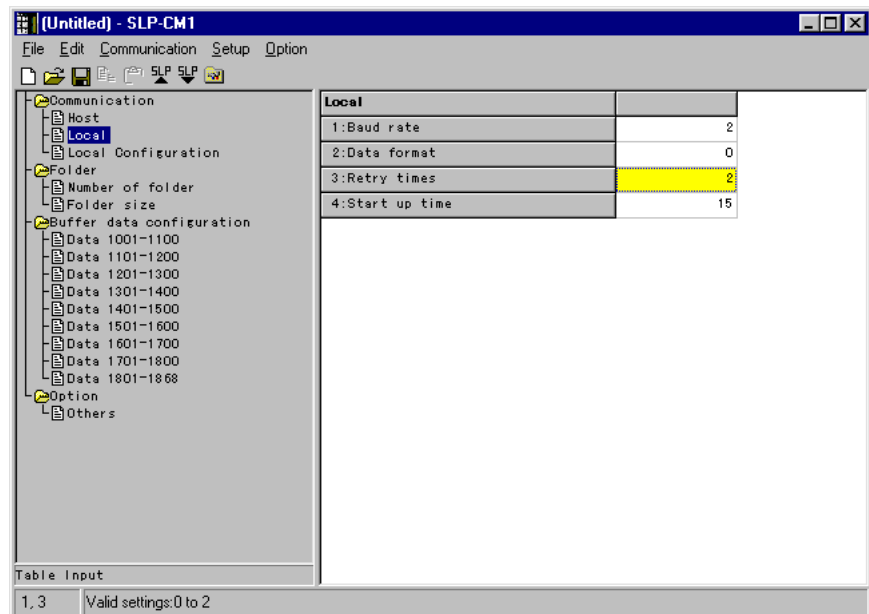 (Untitled) - SLP-CM1
File Edit Communication Setup Option
SLP SLP
Communication
Host
Local
Local Configuration
Folder
Number of folder
Folder size
Buffer data configuration
Data 1001-1100
Data 1101-1200
Data 1201-1300
Data 1301-1400
Data 1401-1500
Data 1501-1600
Data 1601-1700
Data 1701-1800
Data 1801-1868
Option
Others
Table Input
Local
1:Baud rate 2
2:Data format 0
3:Retry times 2
4:Start up time 15
1, 3 Valid settings:0 to 2